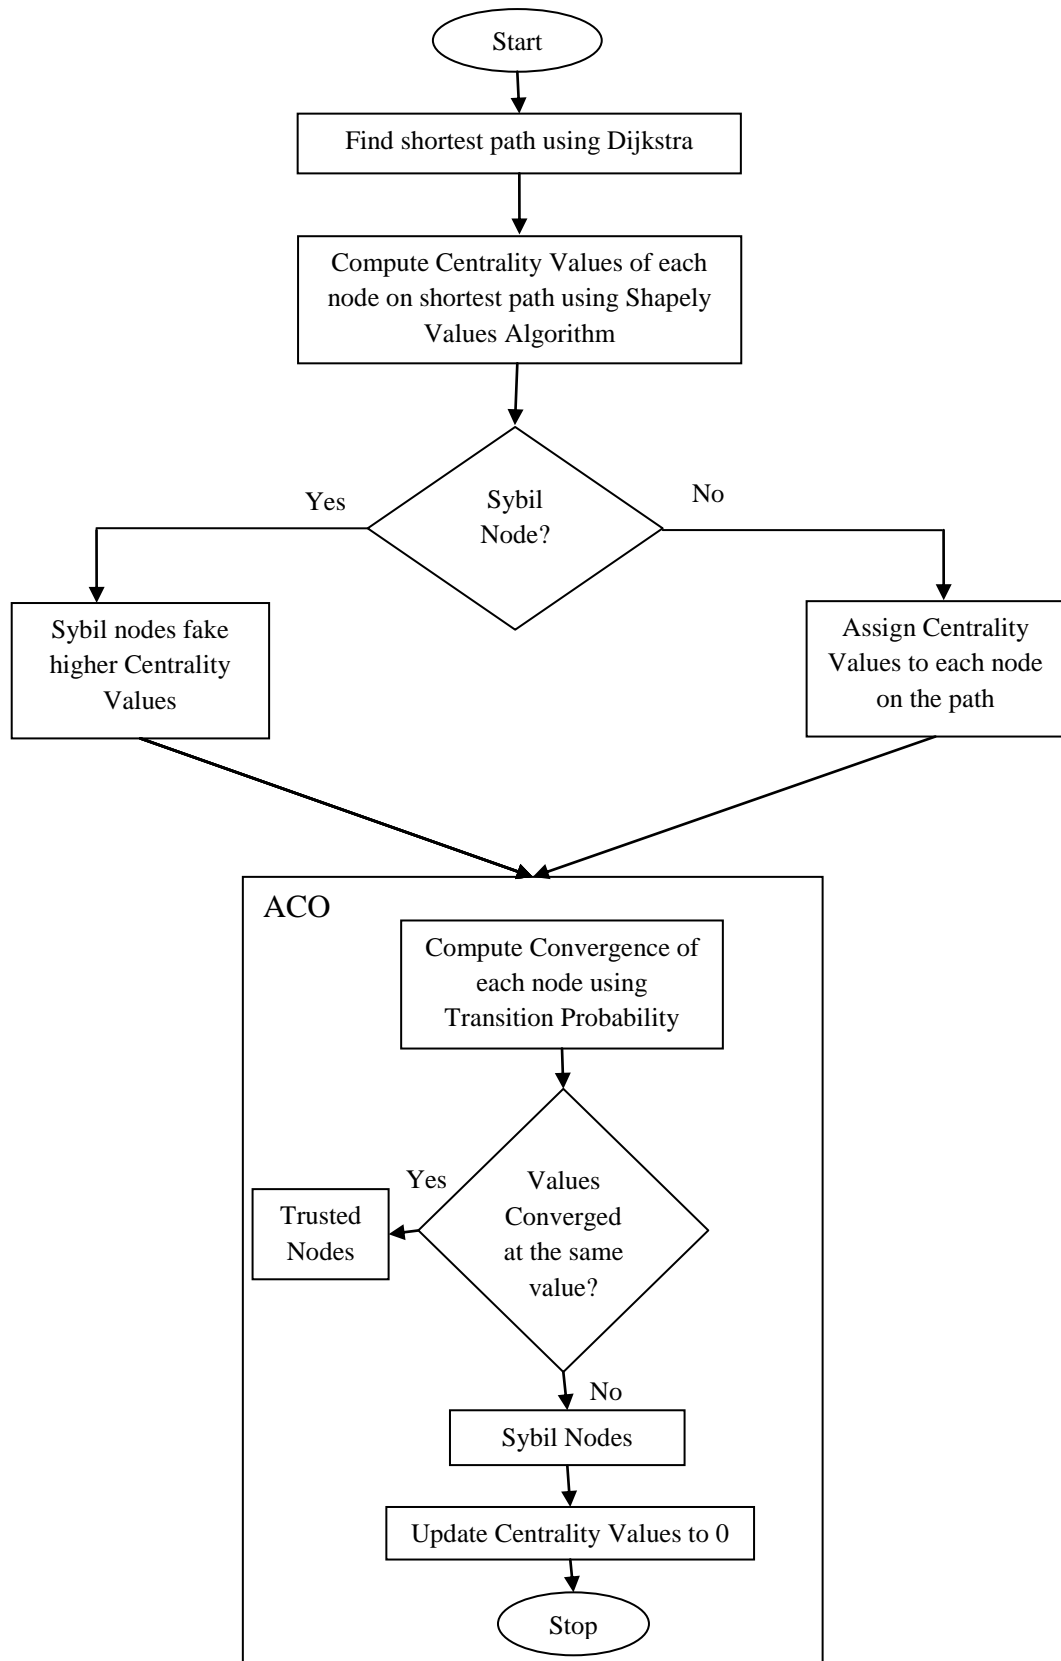 Start
Find shortest path using Dijkstra
Compute Centrality Values of each
node on shortest path using Shapely
Values Algorithm
Yes
No
Sybil
Node?
Sybil nodes fake
higher Centrality
Values
Assign Centrality
Values to each node
on the path
ACO
Compute Convergence of
each node using
Transition Probability
Yes
Values
Converged
at the same
value?
Trusted
Nodes
No
Sybil Nodes
Update Centrality Values to 0
Stop